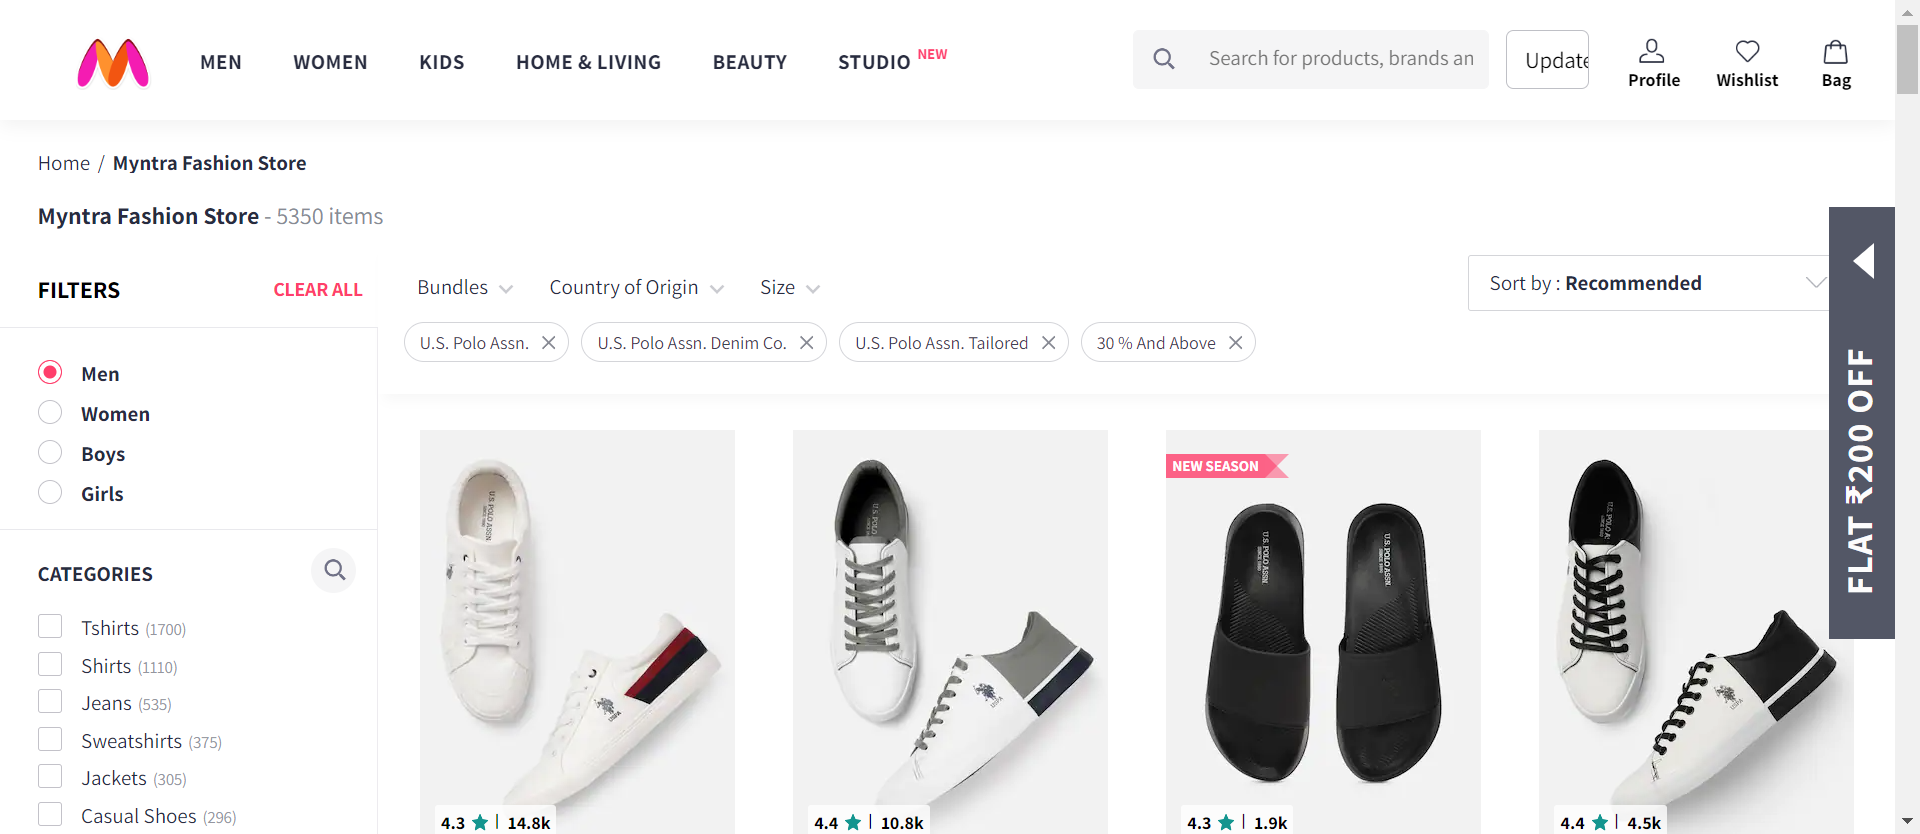 MEN WOMEN KIDS HOME & LIVING BEAUTY STUDIO NEW
Search for products, brands an
Update
Profile Wishlist Bag
Home / Myntra Fashion Store
Myntra Fashion Store - 5350 items
FILTERS CLEAR ALL
Bundles Country of Origin Size
Sort by : Recommended
U.S. Polo Assn. U.S. Polo Assn. Denim Co. U.S. Polo Assn. Tailored 30 % And Above
Men
Women
Boys
Girls
CATEGORIES
Tshirts (1700)
Shirts (1110)
Jeans (535)
Sweatshirts (375)
Jackets (305)
Casual Shoes (296)
NEW SEASON
U.S. POLO ASSN.
U.S. POLO ASSN.
4.3 | 14.8k
4.4 | 10.8k
4.3 | 1.9k
4.4 | 4.5k
FLAT ₹200 OFF